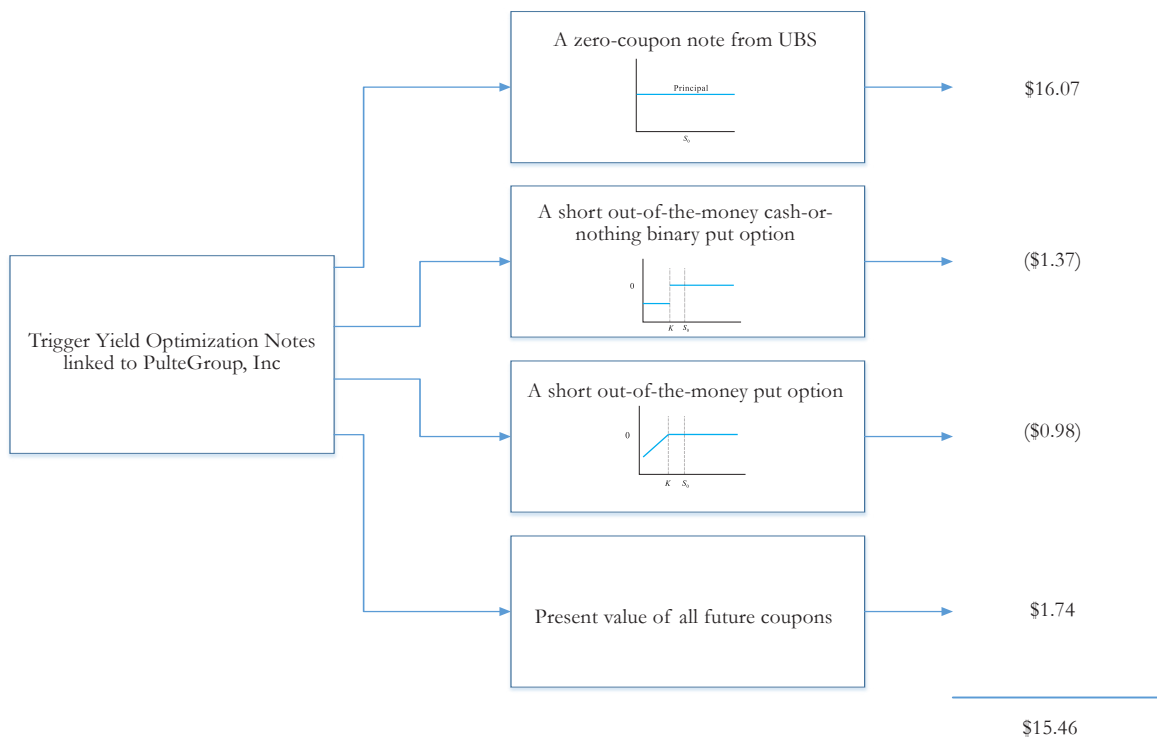 A zero-coupon note from UBS
Principal
S0
$16.07
A short out-of-the-money cash-or-
nothing binary put option
0
K S0
($1.37)
Trigger Yield Optimization Notes
linked to PulteGroup, Inc
A short out-of-the-money put option
0
K S0
($0.98)
Present value of all future coupons
$1.74
$15.46